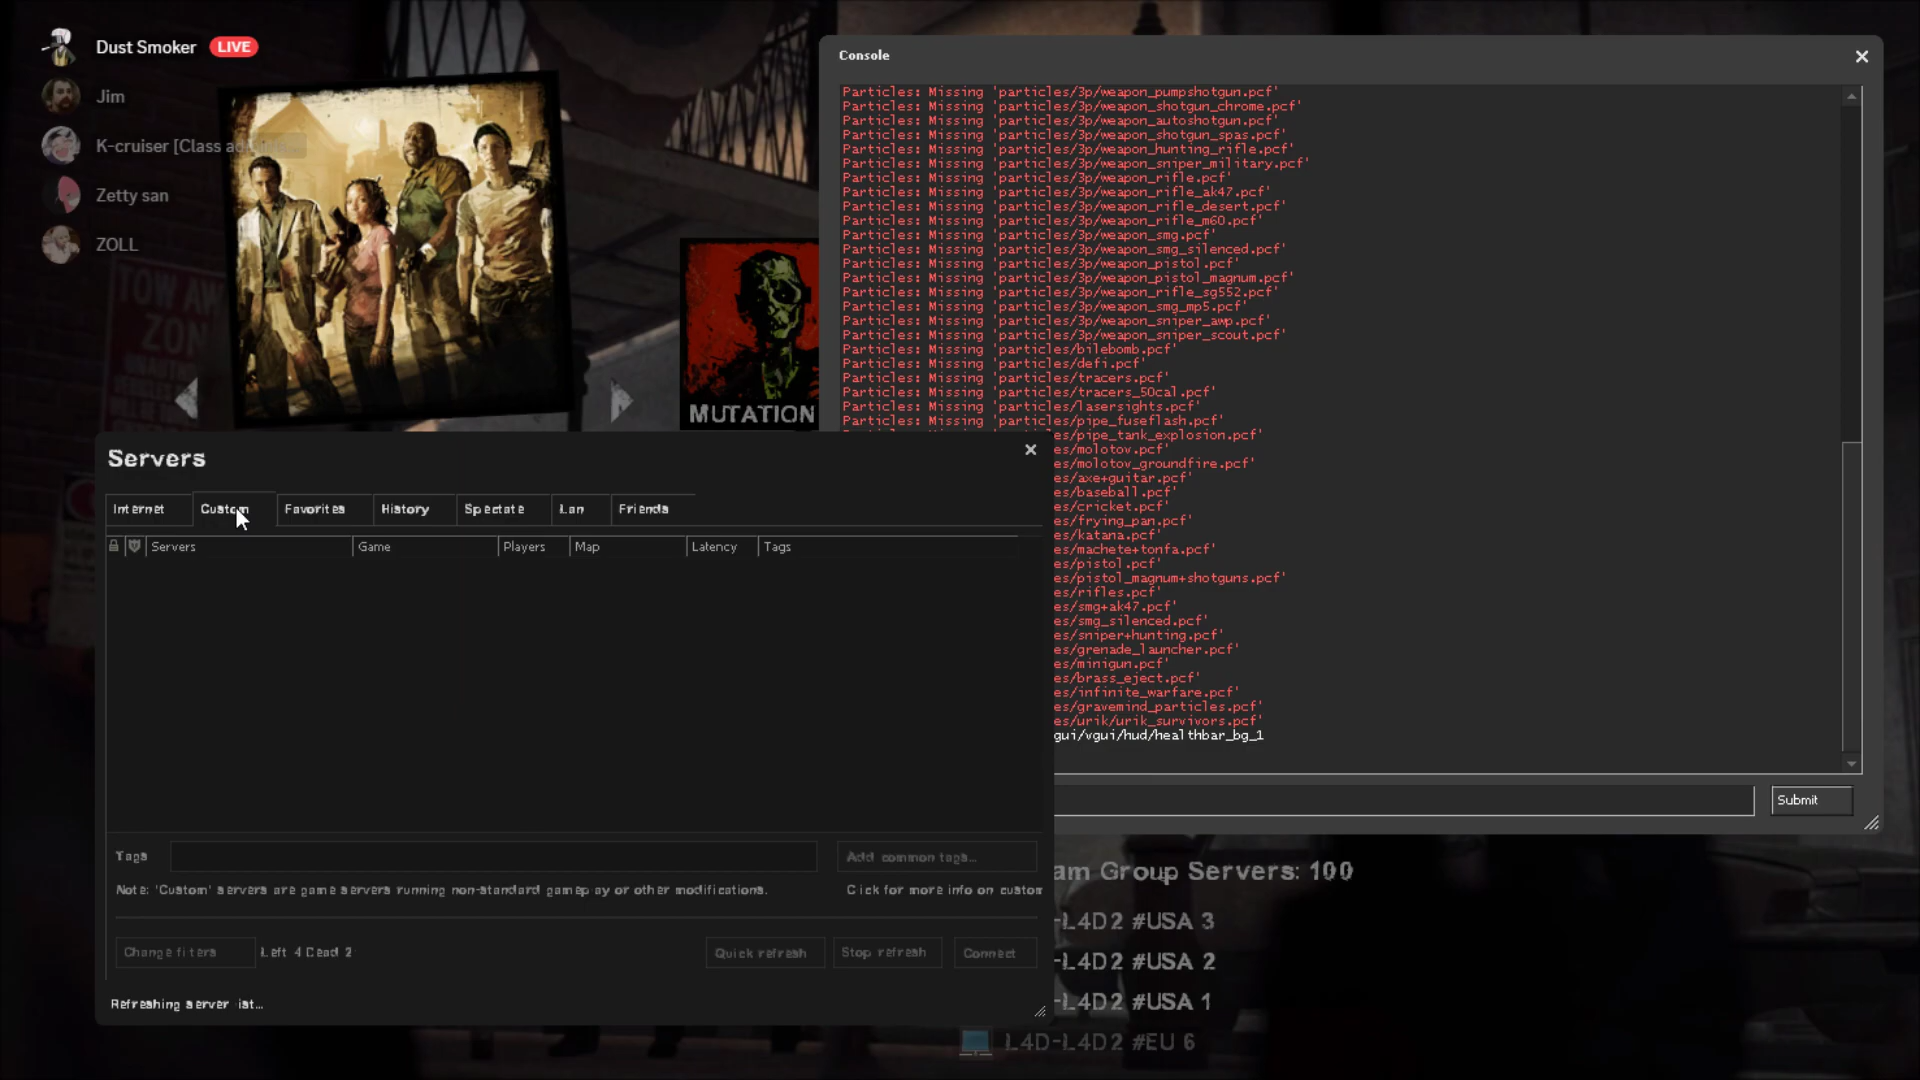 Dust Smoker LIVE
Jim
K-cruiser [Class
Zetty san
ZOLL
TOW
ZON
MUTATION
Console
Particles: Missing 'particles/3p/weapon_pumpshotgun.pcf'
Particles: Missing 'particles/3p/weapon_shotgun_chrome.pcf'
Particles: Missing 'particles/3p/weapon_autoshotgun.pcf'
Particles: Missing 'particles/3p/weapon_shotgun_spas.pcf'
Particles: Missing 'particles/3p/weapon_hunting_rifle.pcf'
Particles: Missing 'particles/3p/weapon_sniper_military.pcf'
Particles: Missing 'particles/3p/weapon_rifle.pcf'
Particles: Missing 'particles/3p/weapon_rifle_ak47.pcf'
Particles: Missing 'particles/3p/weapon_rifle_desert.pcf'
Particles: Missing 'particles/3p/weapon_rifle_m60.pcf'
Particles: Missing 'particles/3p/weapon_smg.pcf'
Particles: Missing 'particles/3p/weapon_smg_silenced.pcf'
Particles: Missing 'particles/3p/weapon_pistol.pcf'
Particles: Missing 'particles/3p/weapon_pistol_magnum.pcf'
Particles: Missing 'particles/3p/weapon_rifle_sg552.pcf'
Particles: Missing 'particles/3p/weapon_smg_mp5.pcf'
Particles: Missing 'particles/3p/weapon_sniper_awp.pcf'
Particles: Missing 'particles/3p/weapon_sniper_scout.pcf'
Particles: Missing 'particles/bilebomb.pcf'
Particles: Missing 'particles/defi.pcf'
Particles: Missing 'particles/tracers.pcf'
Particles: Missing 'particles/tracers_50cal.pcf'
Particles: Missing 'particles/lasersights.pcf'
Particles: Missing 'particles/pipe_fuseflash.pcf'
'particles/pipe_tank_explosion.pcf'
es/molotov.pcf'
es/molotov_groundfire.pcf'
es/axe+guitar.pcf'
es/baseball.pcf'
es/cricket.pcf'
es/frying_pan.pcf'
es/katana.pcf'
es/machete+tonfa.pcf'
es/pistol.pcf'
es/pistol_magnum+shotguns.pcf'
es/rifles.pcf'
es/smg+ak47.pcf'
es/smg_silenced.pcf'
es/sniper+hunting.pcf'
es/grenade_launcher.pcf'
es/minigun.pcf'
es/brass_eject.pcf'
es/infinite_warfare.pcf'
es/gravemind_particles.pcf'
es/urik/urik_survivors.pcf'
gui/vgui/hud/healthbar_bg_1
Submit
Servers
Internet Custom Favorites History Spectate Lan Friends
Servers Game Players Map Latency Tags
Tags Add common tags...
Note: 'Custom' servers are game servers running non-standard gamep ay or other modifications. C ick for more info on custom
Change fi ters Left 4 Dead 2 Quick refresh Stop refresh Connect
Refreshing server ist...
am Group Servers: 100
-L4D2 #USA 3
-L4D2 #USA 2
-L4D2 #USA 1
L4D-L4D2 #EU 6